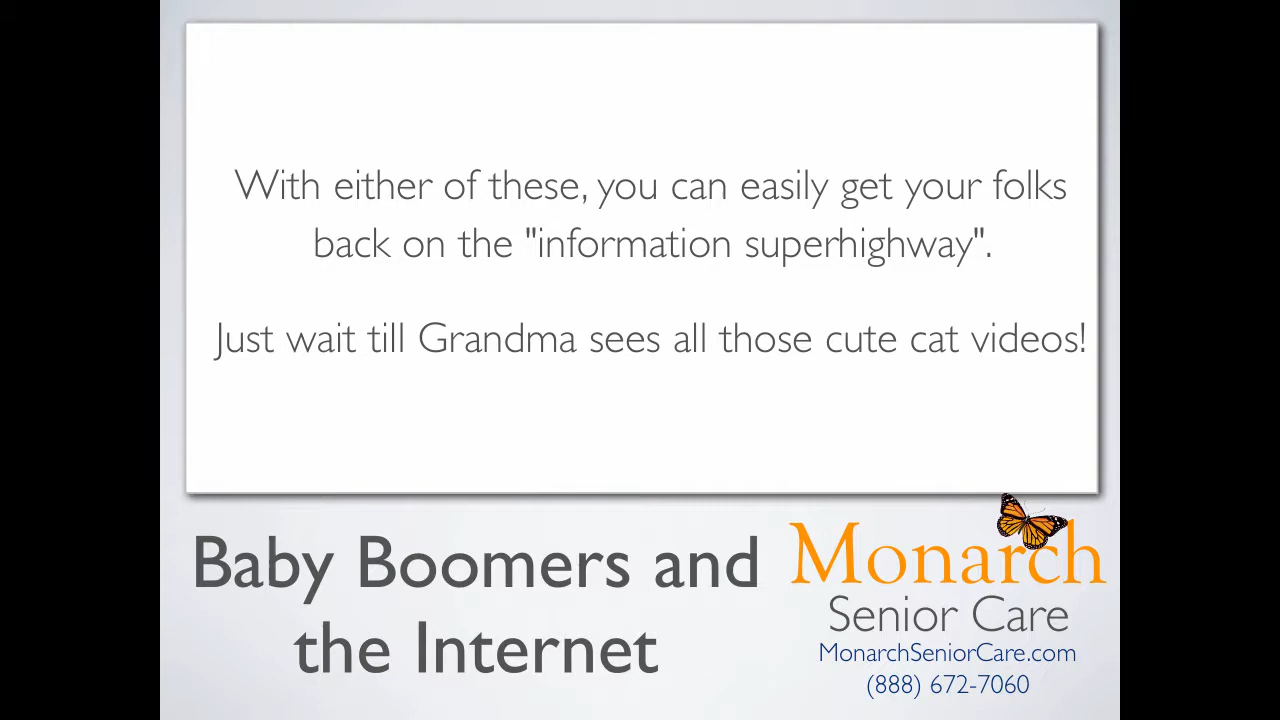 With either of these, you can easily get your folks
back on the "information superhighway".
Just wait till Grandma sees all those cute cat videos!
Baby Boomers and
the Internet
Monarch
Senior Care
MonarchSeniorCare.com
(888) 672-7060